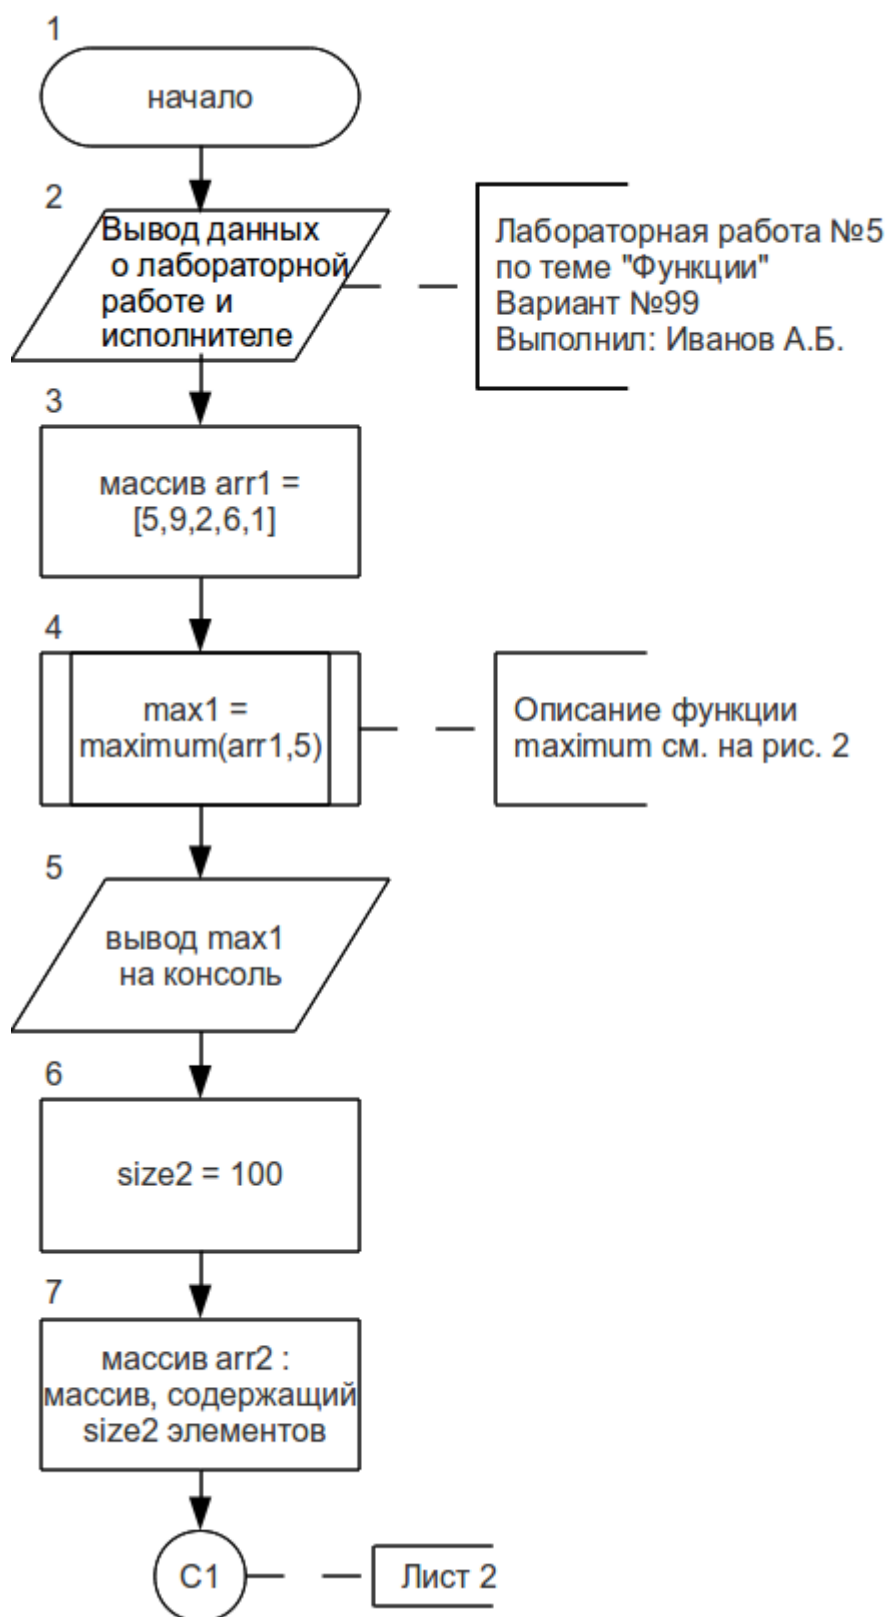 1
начало
2
Вывод данных
о лабораторной
работе и
исполнителе
Лабораторная работа №5
по теме "Функции"
Вариант №99
Выполнил: Иванов А.Б.
3
массив arr1 =
[5,9,2,6,1]
4
max1 =
maximum(arr1,5)
Описание функции
maximum см. на рис. 2
5
вывод max1
на консоль
6
size2 = 100
7
массив arr2 :
массив, содержащий
size2 элементов
C1
Лист 2